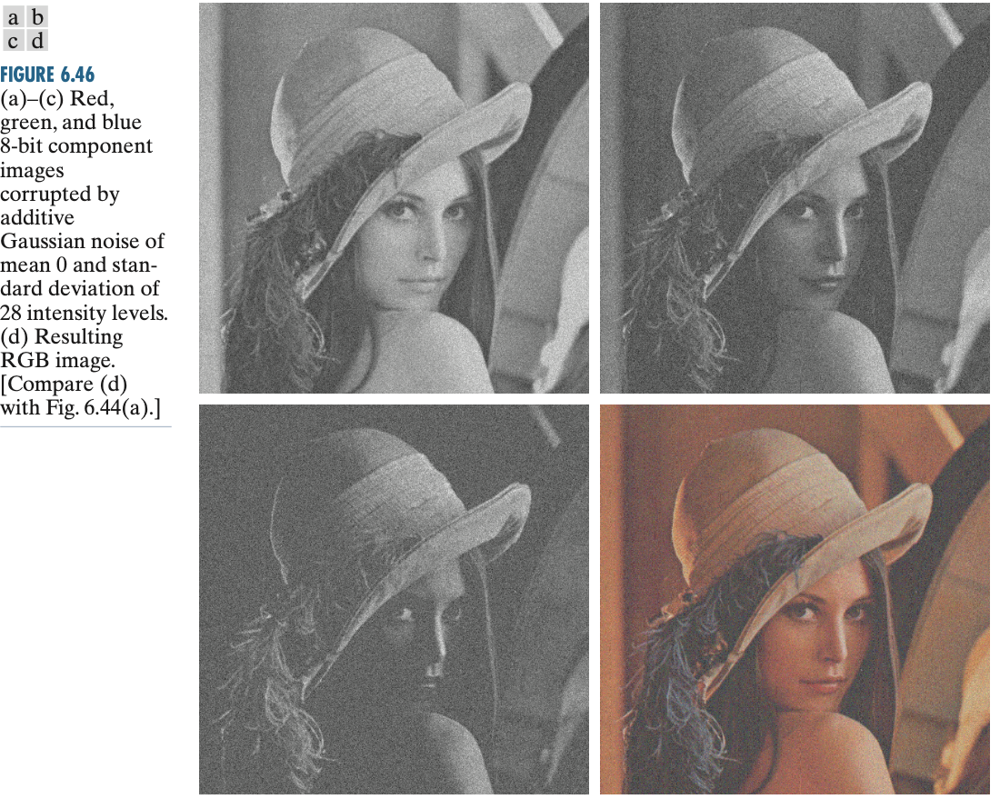 a b
c d
FIGURE 6.46
(a)–(c) Red,
green, and blue
8-bit component
images
corrupted by
additive
Gaussian noise of
mean 0 and stan-
dard deviation of
28 intensity levels.
(d) Resulting
RGB image.
[Compare (d)
with Fig. 6.44(a).]